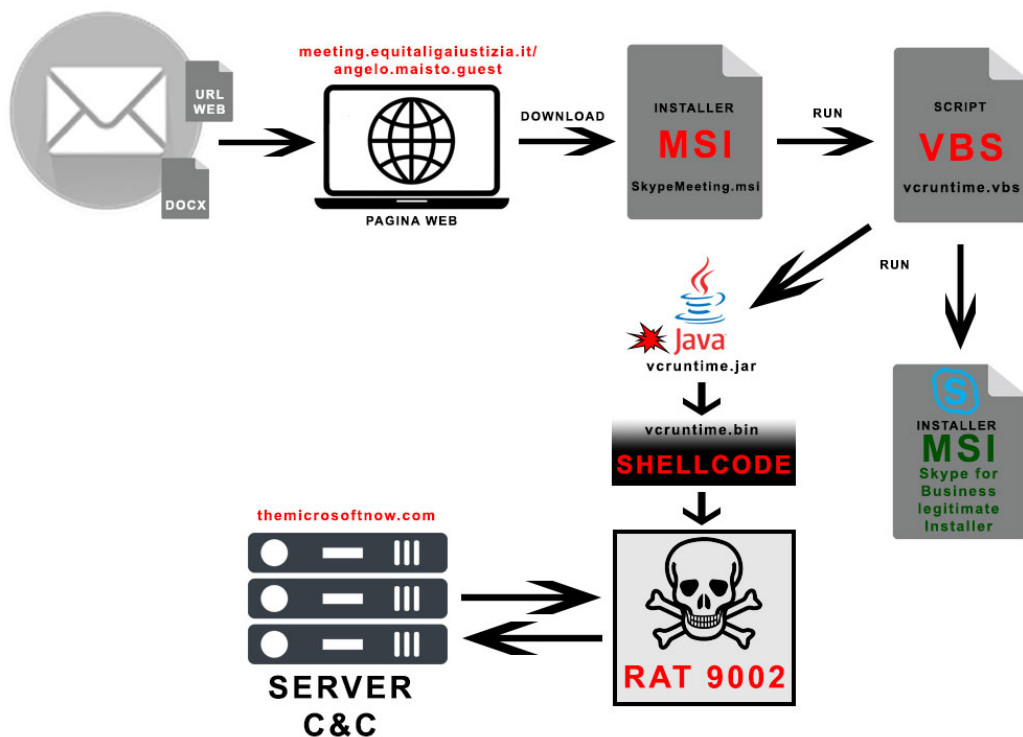 meeting.equitaligaiustizia.it/
angelo.maisto.guest
URL
WEB
DOCX
PAGINA WEB
DOWNLOAD
INSTALLER
MSI
SkypeMeeting.msi
RUN
SCRIPT
VBS
vcruntime.vbs
RUN
Java
vcruntime.jar
S
INSTALLER
MSI
Skype for
Business
legitimate
Installer
vcruntime.bin
SHELLCODE
themicrosoftnow.com
SERVER
C&C
RAT 9002